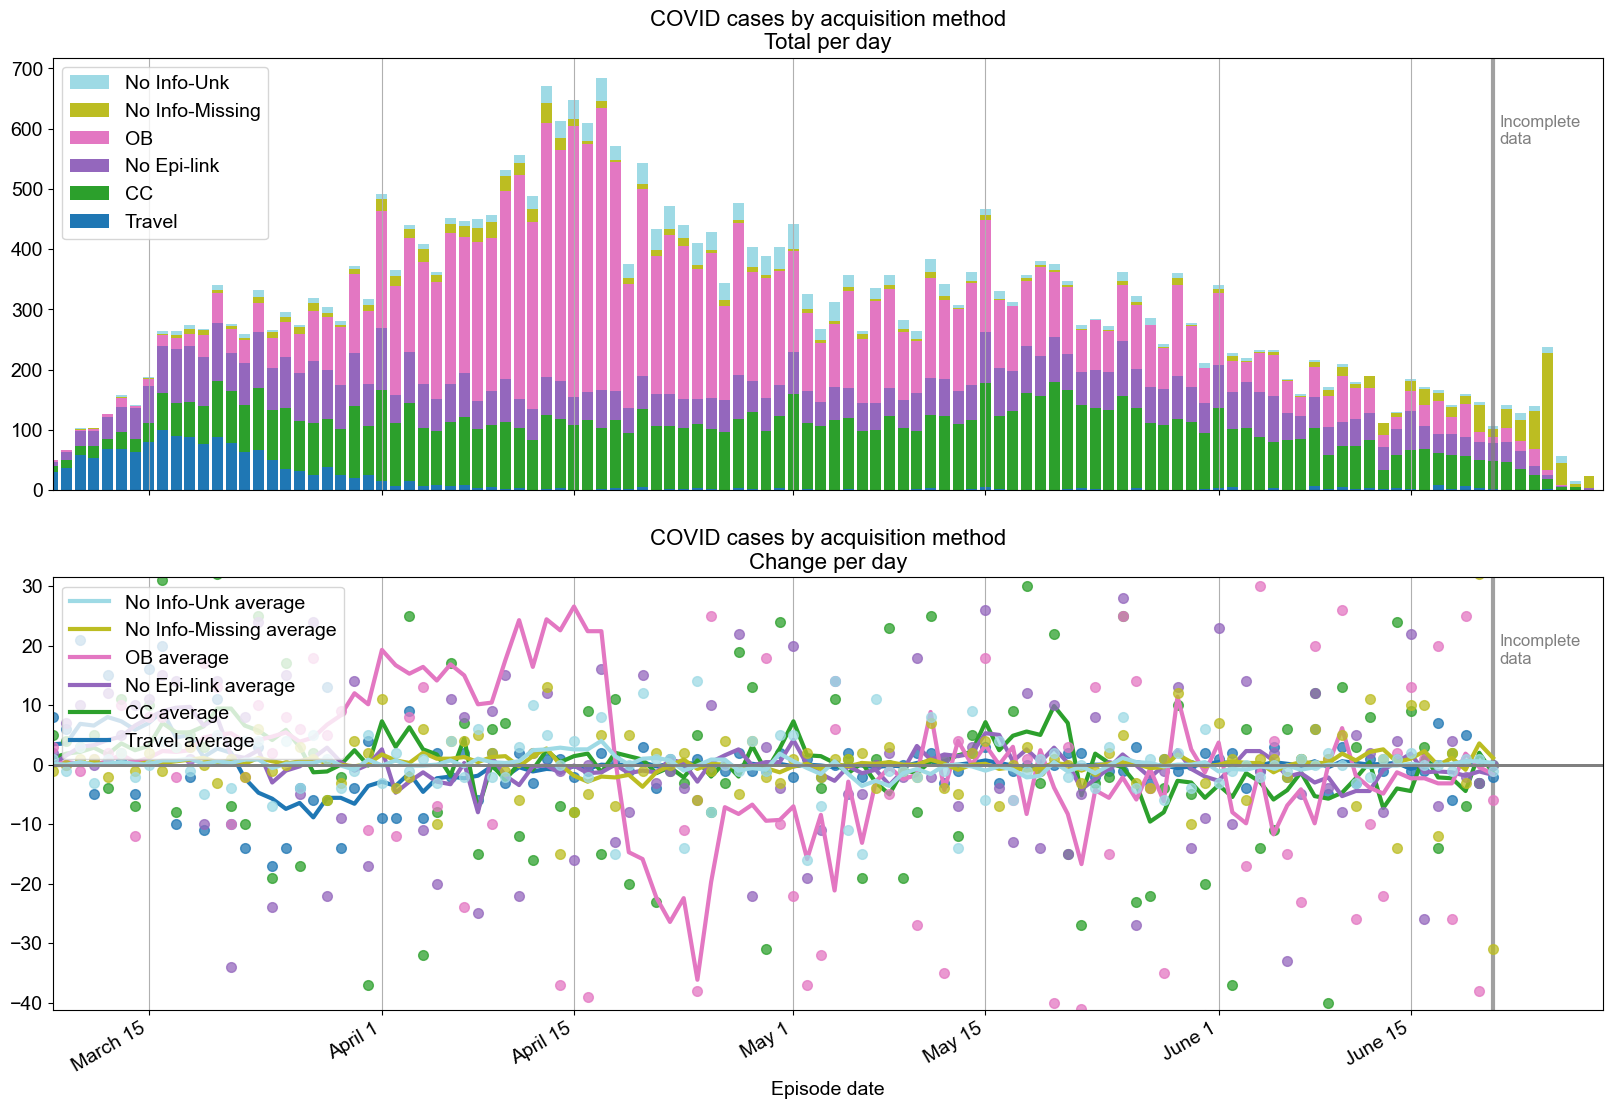 COVID cases by acquisition method
Total per day
700
600
500
400
300
200
100
0
No Info-Unk
No Info-Missing
OB
No Epi-link
CC
Travel
Incomplete
data
COVID cases by acquisition method
Change per day
30
20
10
0
−10
−20
−30
−40
No Info-Unk average
No Info-Missing average
OB average
No Epi-link average
CC average
Travel average
Incomplete
data
March 15
April 1
April 15
May 1
May 15
June 1
June 15
Episode date